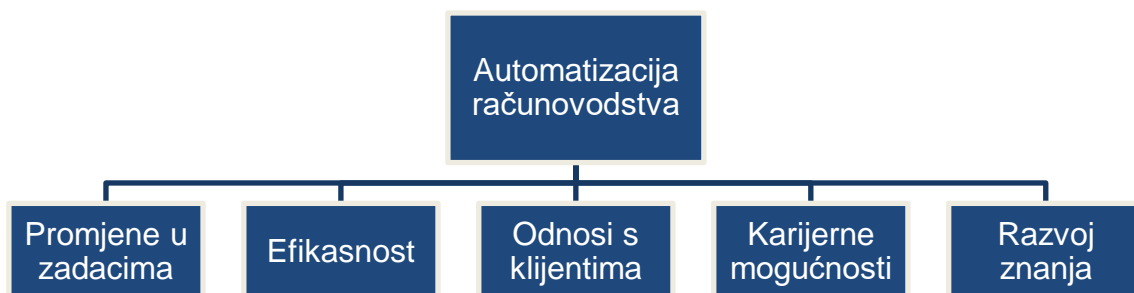 Automatizacija
računovodstva
Promjene u
zadacima
Efikasnost
Odnosi s
klijentima
Karijerne
mogućnosti
Razvoj
znanja